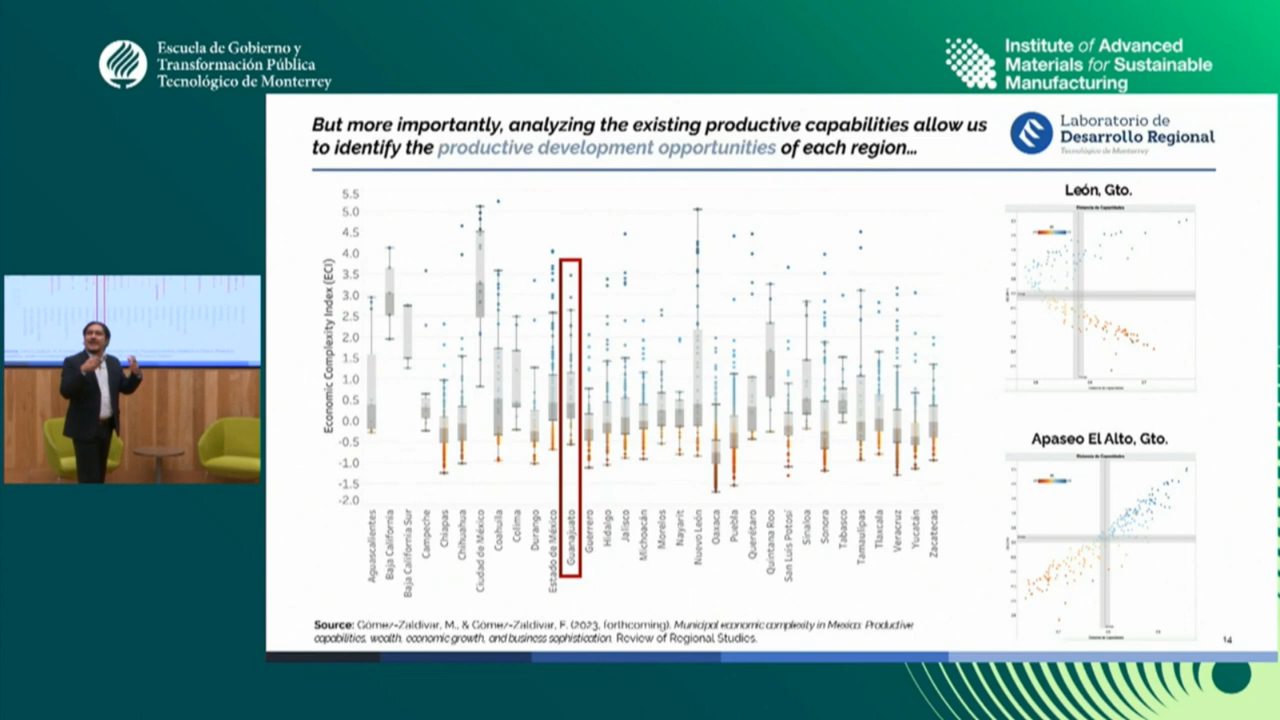 Escuela de Gobierno y
Transformación Pública
Tecnológico de Monterrey
Institute of Advanced
Materials for Sustainable
Manufacturing
But more importantly, analyzing the existing productive capabilities allow us
to identify the productive development opportunities of each region...
Laboratorio de
Desarrollo Regional
Tecnológico de Monterrey
Economic Complexity Index (ECI)
5.5
5.0
4.5
4.0
3.5
3.0
2.5
2.0
1.5
1.0
0.5
0.0
-0.5
-1.0
-1.5
-2.0
Aguascalientes
Baja California
Baja California Sur
Campeche
Chiapas
Chihuahua
Ciudad de México
Coahuila
Colima
Durango
Estado de México
Guanajuato
Guerrero
Hidalgo
Jalisco
Michoacán
Morelos
Nayarit
Nuevo León
Oaxaca
Puebla
Querétaro
Quintana Roo
San Luis Potosí
Sinaloa
Sonora
Tabasco
Tamaulipas
Tlaxcala
Veracruz
Yucatán
Zacatecas
León, Gto.
Distancia de Capacidades
Apaseo El Alto, Gto.
Distancia de Capacidades
Source: Gómez-Zaldívar, M., & Gómez-Zaldívar, F. (2023, forthcoming). Municipal economic complexity in Mexico: Productive
capabilities, wealth, economic growth, and business sophistication. Review of Regional Studies.
14